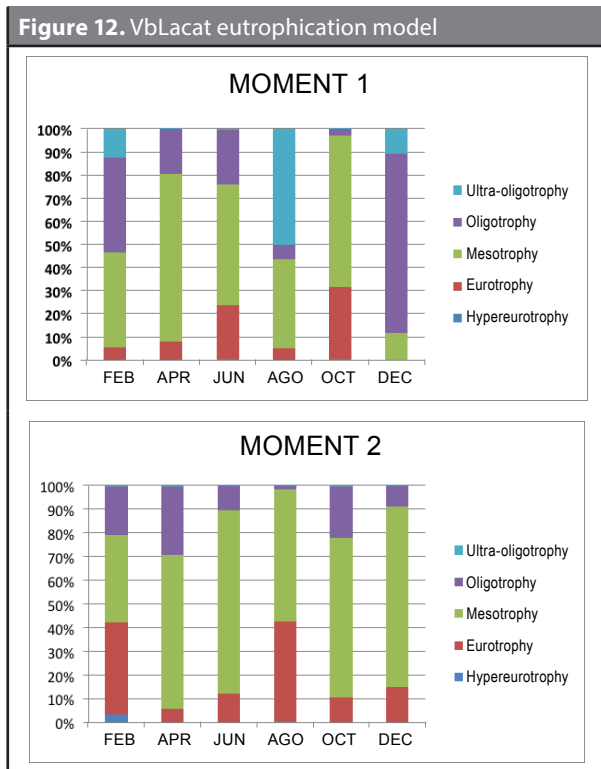 Figure 12. VbLacat eutrophication model
MOMENT 1
100%
90%
80%
70%
60%
50%
40%
30%
20%
10%
0%
FEB APR JUN AGO OCT DEC
Ultra-oligotrophy
Oligotrophy
Mesotrophy
Eurotrophy
Hypereurotrophy
MOMENT 2
100%
90%
80%
70%
60%
50%
40%
30%
20%
10%
0%
FEB APR JUN AGO OCT DEC
Ultra-oligotrophy
Oligotrophy
Mesotrophy
Eurotrophy
Hypereurotrophy